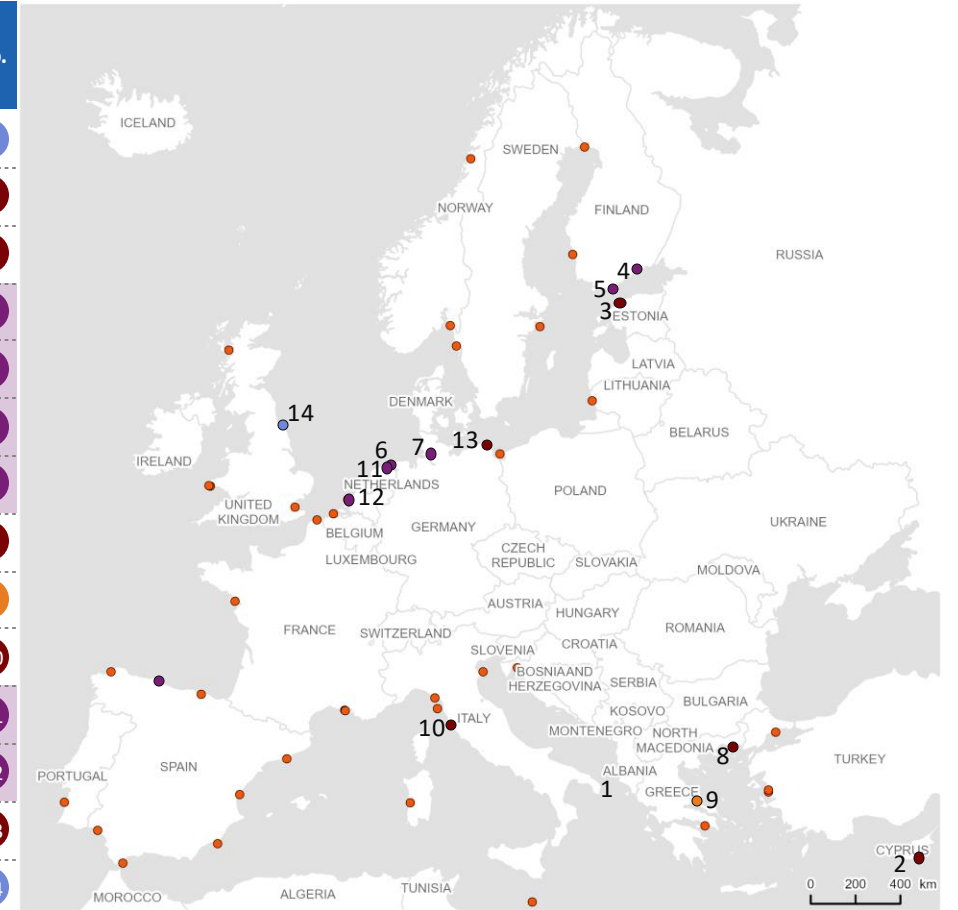 ICELAND
SWEDEN
NORWAY
FINLAND
RUSSIA
4
5
3
ESTONIA
LATVIA
LITHUANIA
DENMARK
14
BELARUS
13
7
6
11
IRELAND
NETHERLANDS
12
POLAND
UNITED
KINGDOM
UKRAINE
GERMANY
BELGIUM
CZECH
REPUBLIC
LUXEMBOURG
SLOVAKIA
MOLDOVA
AUSTRIA
HUNGARY
FRANCE
SWITZERLAND
ROMANIA
CROATIA
SLOVENIA
BOSNIA AND
HERZEGOVINA
SERBIA
BULGARIA
KOSOVO
ITALY
10
MONTENEGRO
NORTH
MACEDONIA
8
TURKEY
SPAIN
ALBANIA
PORTUGAL
1
GREECE
9
CYPRUS
2
0 200 400 km
TUNISIA
ALGERIA
MOROCCO